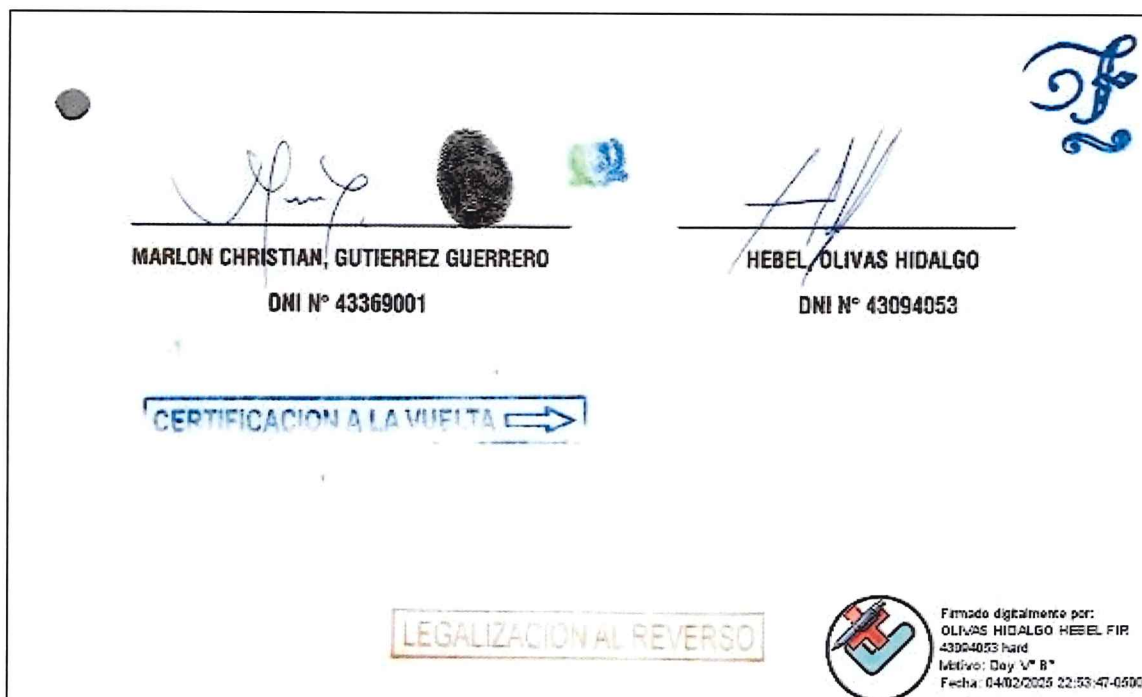 MARLON CHRISTIAN, GUTIERREZ GUERRERO
DNI N° 43369001
HEBEL, OLIVAS HIDALGO
DNI N° 43094053
CERTIFICACION A LA VUELTA
LEGALIZACION AL REVERSO
Firmado digitalmente por:
OLIVAS HIDALGO HEBEL FIR
43094053 hard
Motivo: Doy V° B°
Fecha: 04/02/2025 22:53:47-0500